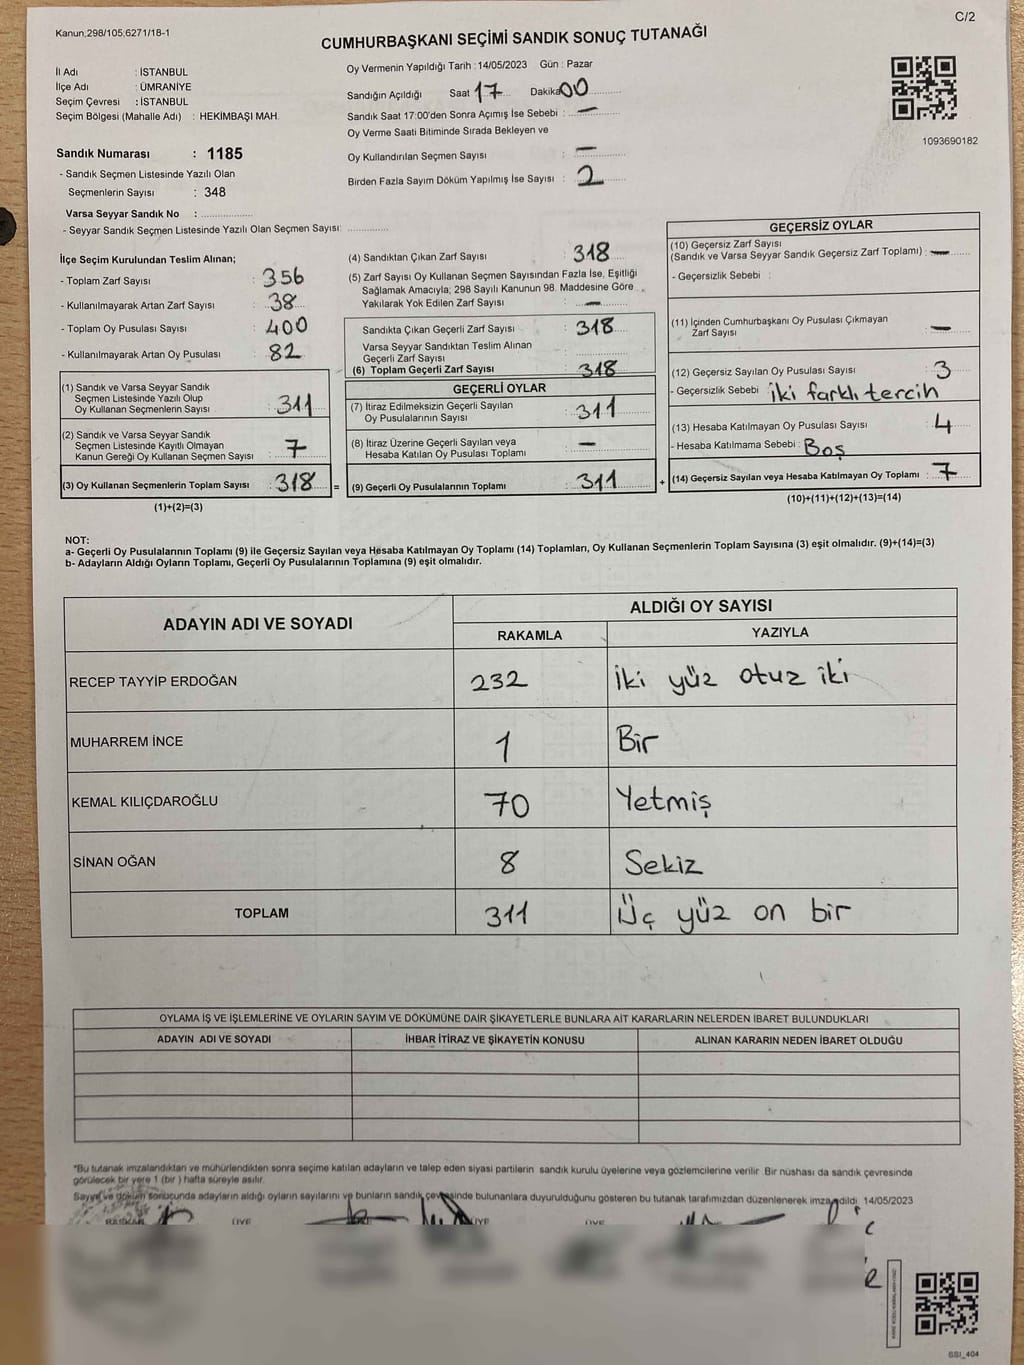 Kanun;298/105;6271/18-1
C/2
CUMHURBAŞKANI SEÇİMİ SANDIK SONUÇ TUTANAĞI
İl Adı : İSTANBUL
İlçe Adı : ÜMRANİYE
Seçim Çevresi : İSTANBUL
Seçim Bölgesi (Mahalle Adı) : HEKİMBAŞI MAH.
Sandık Numarası : 1185
- Sandık Seçmen Listesinde Yazılı Olan
Seçmenlerin Sayısı : 348
Varsa Seyyar Sandık No : ................
- Seyyar Sandık Seçmen Listesinde Yazılı Olan Seçmen Sayısı: ............
Oy Vermenin Yapıldığı Tarih : 14/05/2023 Gün : Pazar
Sandığın Açıldığı Saat 17 Dakika 00
Sandık Saat 17:00'den Sonra Açımış İse Sebebi : —
Oy Verme Saati Bitiminde Sırada Bekleyen ve
Oy Kullandırılan Seçmen Sayısı : —
Birden Fazla Sayım Döküm Yapılmış İse Sayısı : 2
1093690182
İlçe Seçim Kurulundan Teslim Alınan;
- Toplam Zarf Sayısı : 356
- Kullanılmayarak Artan Zarf Sayısı : 38
- Toplam Oy Pusulası Sayısı : 400
- Kullanılmayarak Artan Oy Pusulası : 82
(1) Sandık ve Varsa Seyyar Sandık
Seçmen Listesinde Yazılı Olup
Oy Kullanan Seçmenlerin Sayısı : 311
(2) Sandık ve Varsa Seyyar Sandık
Seçmen Listesinde Kayıtlı Olmayan
Kanun Gereği Oy Kullanan Seçmen Sayısı : 7
(3) Oy Kullanan Seçmenlerin Toplam Sayısı : 318 =
(1)+(2)=(3)
(4) Sandıktan Çıkan Zarf Sayısı : 318
(5) Zarf Sayısı Oy Kullanan Seçmen Sayısından Fazla İse, Eşitliği
Sağlamak Amacıyla; 298 Sayılı Kanunun 98. Maddesine Göre
Yakılarak Yok Edilen Zarf Sayısı : —
Sandıkta Çıkan Geçerli Zarf Sayısı : 318
Varsa Seyyar Sandıktan Teslim Alınan
Geçerli Zarf Sayısı :
(6) Toplam Geçerli Zarf Sayısı : 318
GEÇERLİ OYLAR
(7) İtiraz Edilmeksizin Geçerli Sayılan
Oy Pusulalarının Sayısı : 311
(8) İtiraz Üzerine Geçerli Sayılan veya
Hesaba Katılan Oy Pusulası Toplamı : —
(9) Geçerli Oy Pusulalarının Toplamı : 311 +
GEÇERSİZ OYLAR
(10) Geçersiz Zarf Sayısı
(Sandık ve Varsa Seyyar Sandık Geçersiz Zarf Toplamı) : —
- Geçersizlik Sebebi :
(11) İçinden Cumhurbaşkanı Oy Pusulası Çıkmayan
Zarf Sayısı : —
(12) Geçersiz Sayılan Oy Pusulası Sayısı : 3
- Geçersizlik Sebebi : iki farklı tercih
(13) Hesaba Katılmayan Oy Pusulası Sayısı : 4
- Hesaba Katılmama Sebebi : Boş
(14) Geçersiz Sayılan veya Hesaba Katılmayan Oy Toplamı : 7
(10)+(11)+(12)+(13)=(14)
NOT:
a- Geçerli Oy Pusulalarının Toplamı (9) ile Geçersiz Sayılan veya Hesaba Katılmayan Oy Toplamı (14) Toplamları, Oy Kullanan Seçmenlerin Toplam Sayısına (3) eşit olmalıdır. (9)+(14)=(3)
b- Adayların Aldığı Oyların Toplamı, Geçerli Oy Pusulalarının Toplamına (9) eşit olmalıdır.
ADAYIN ADI VE SOYADI
ALDIĞI OY SAYISI
RAKAMLA YAZIYLA
RECEP TAYYİP ERDOĞAN 232 İki yüz otuz iki
MUHARREM İNCE 1 Bir
KEMAL KILIÇDAROĞLU 70 Yetmiş
SİNAN OĞAN 8 Sekiz
TOPLAM 311 Üç yüz on bir
OYLAMA İŞ VE İŞLEMLERİNE VE OYLARIN SAYIM VE DÖKÜMÜNE DAİR ŞİKAYETLERLE BUNLARA AİT KARARLARIN NELERDEN İBARET BULUNDUKLARI
ADAYIN ADI VE SOYADI İHBAR İTİRAZ VE ŞİKAYETİN KONUSU ALINAN KARARIN NEDEN İBARET OLDUĞU
*Bu tutanak imzalandıktan ve mühürlendikten sonra seçime katılan adayların ve talep eden siyasi partilerin sandık kurulu üyelerine veya gözlemcilerine verilir. Bir nüshası da sandık çevresinde
görülecek bir yere 1 (bir ) hafta süreyle asılır.
Sayım ve döküm sonucunda adayların aldığı oyların sayılarını ve bunların sandık çevresinde bulunanlara duyurulduğunu gösteren bu tutanak tarafımızdan düzenlenerek imzalandı. 14/05/2023
BAŞKAN ÜYE ÜYE ÜYE
SSI_404